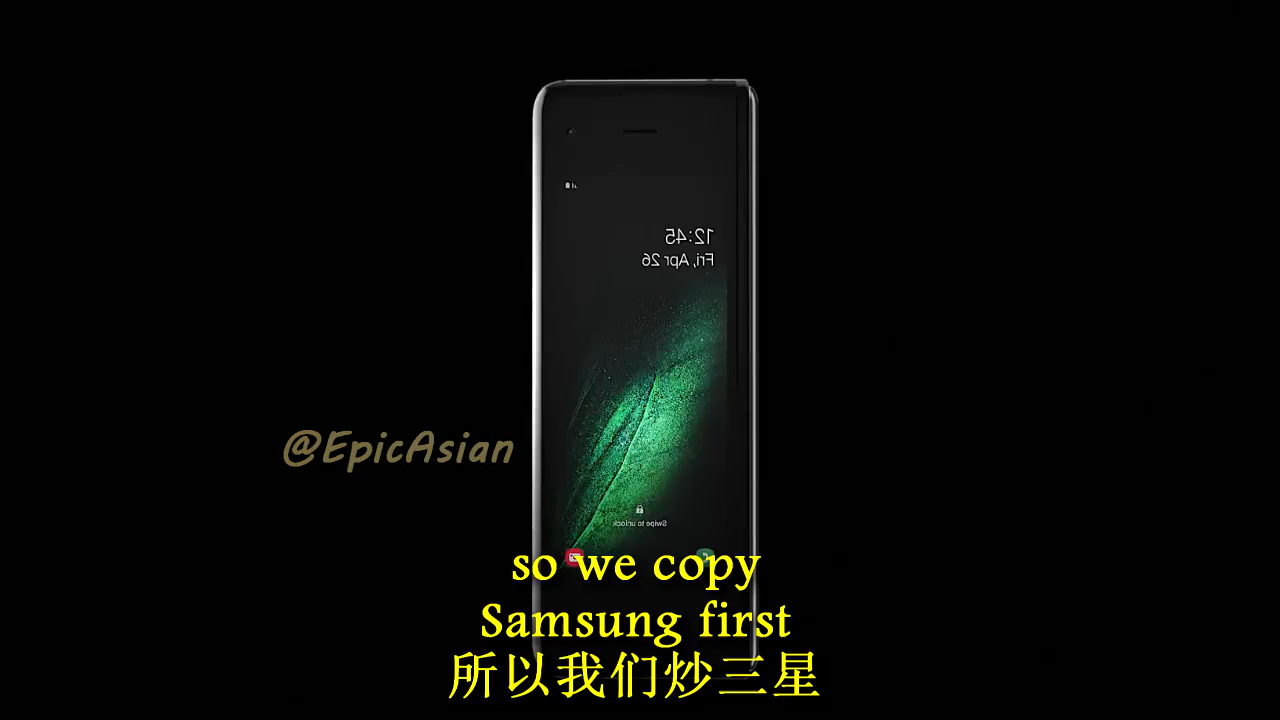 12:45
Fri, Apr 26
@EpicAsian
Swipe to unlock
so we copy
Samsung first
所以我们炒三星